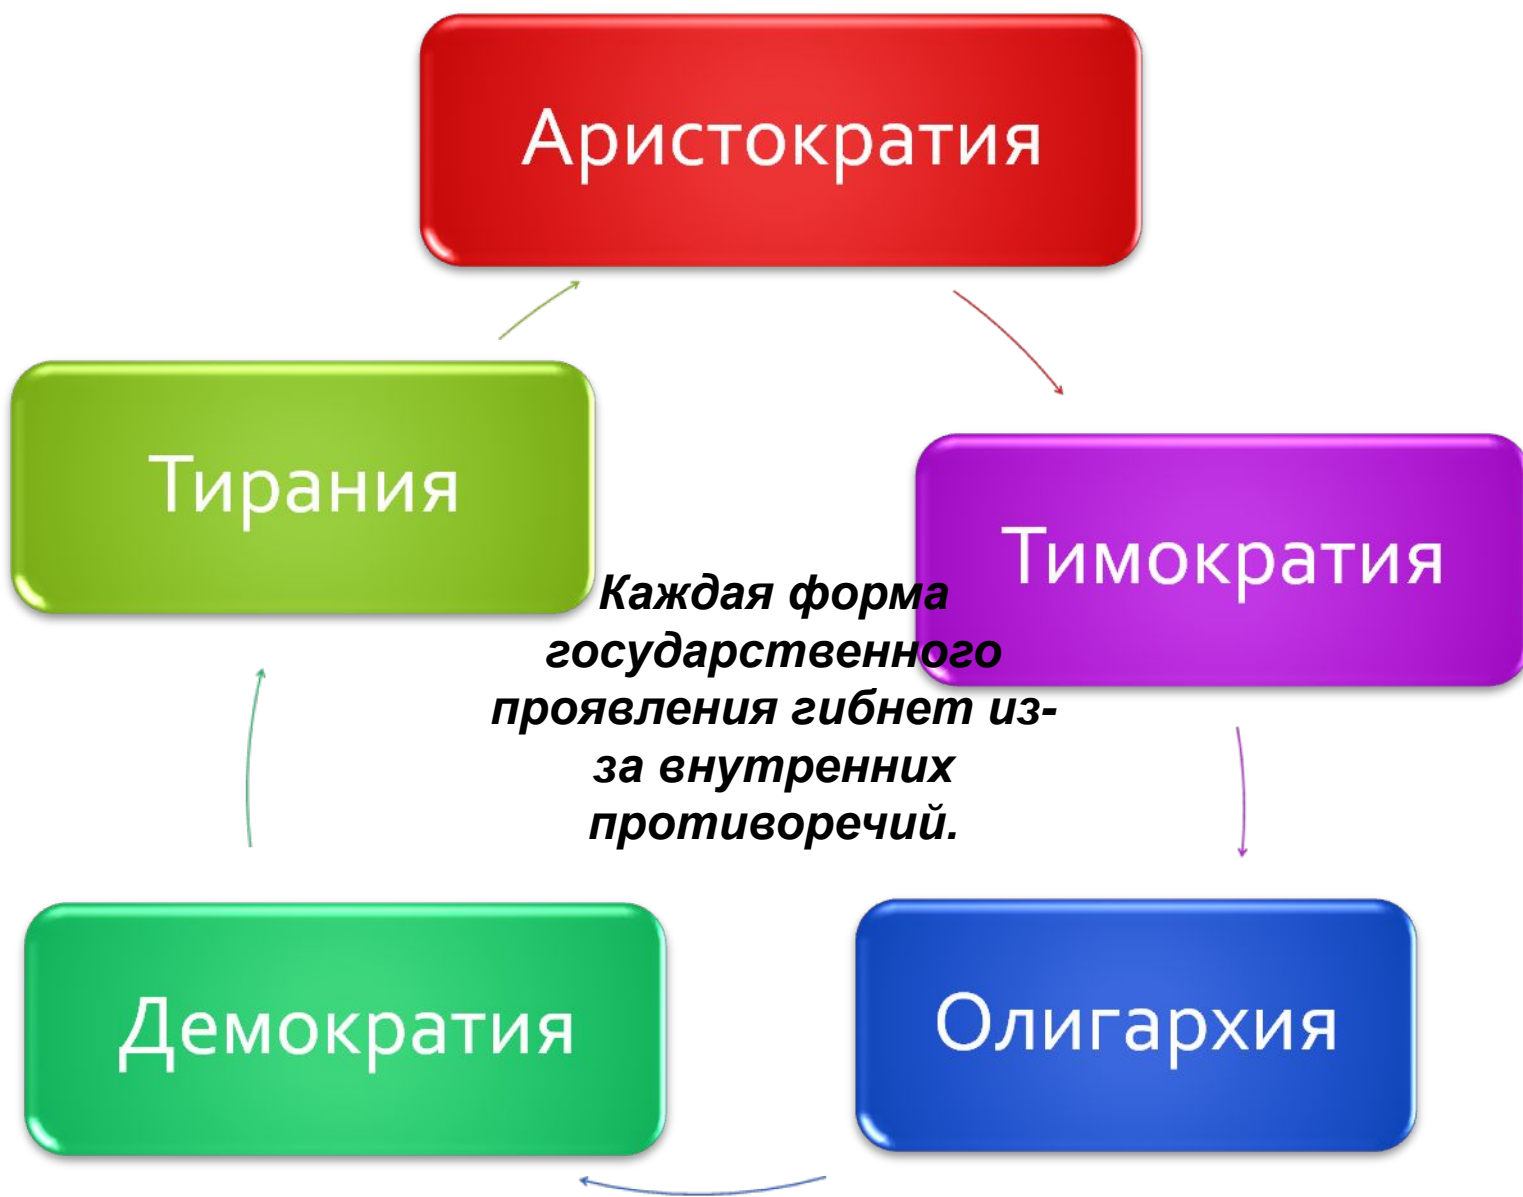 Аристократия
Тирания
Тимократия
Каждая форма
государственного
проявления гибнет из-
за внутренних
противоречий.
Демократия
Олигархия